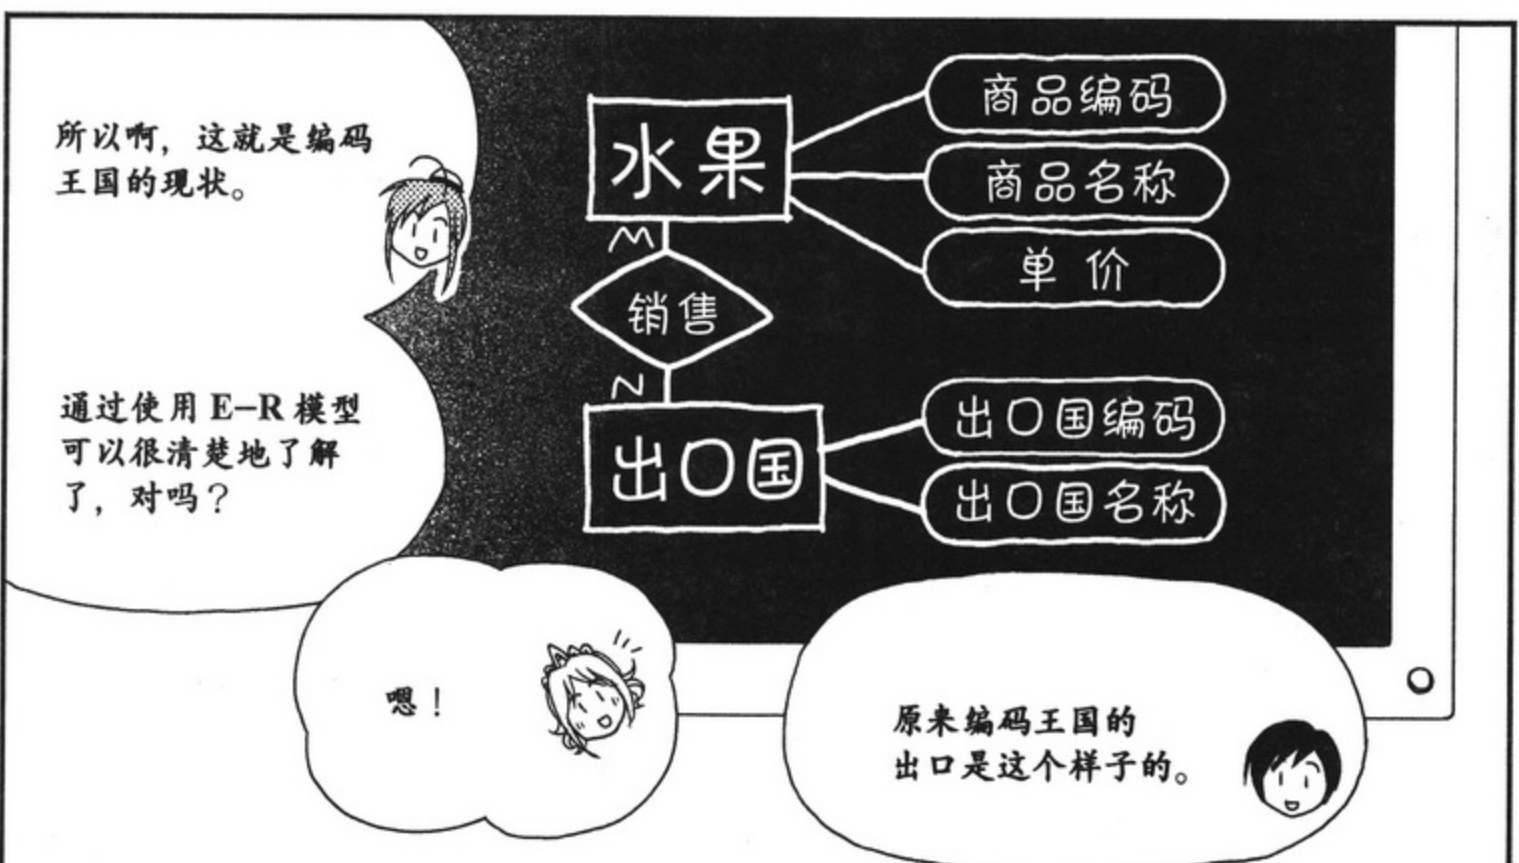 所以啊，这就是编码
王国的现状。
通过使用 E-R 模型
可以很清楚地了解
了，对吗？
水果
商品编码
商品名称
单价
M
销售
N
出口国
出口国编码
出口国名称
嗯！
原来编码王国的
出口是这个样子的。